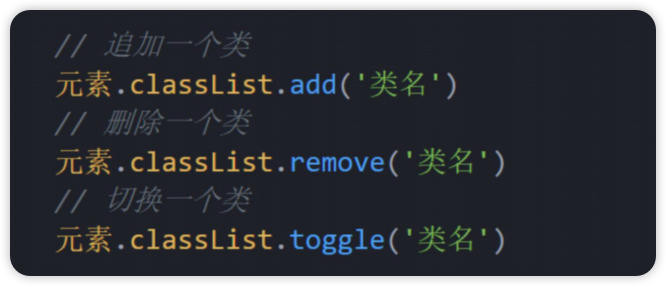 // 追加一个类
元素.classList.add('类名')
// 删除一个类
元素.classList.remove('类名')
// 切换一个类
元素.classList.toggle('类名')